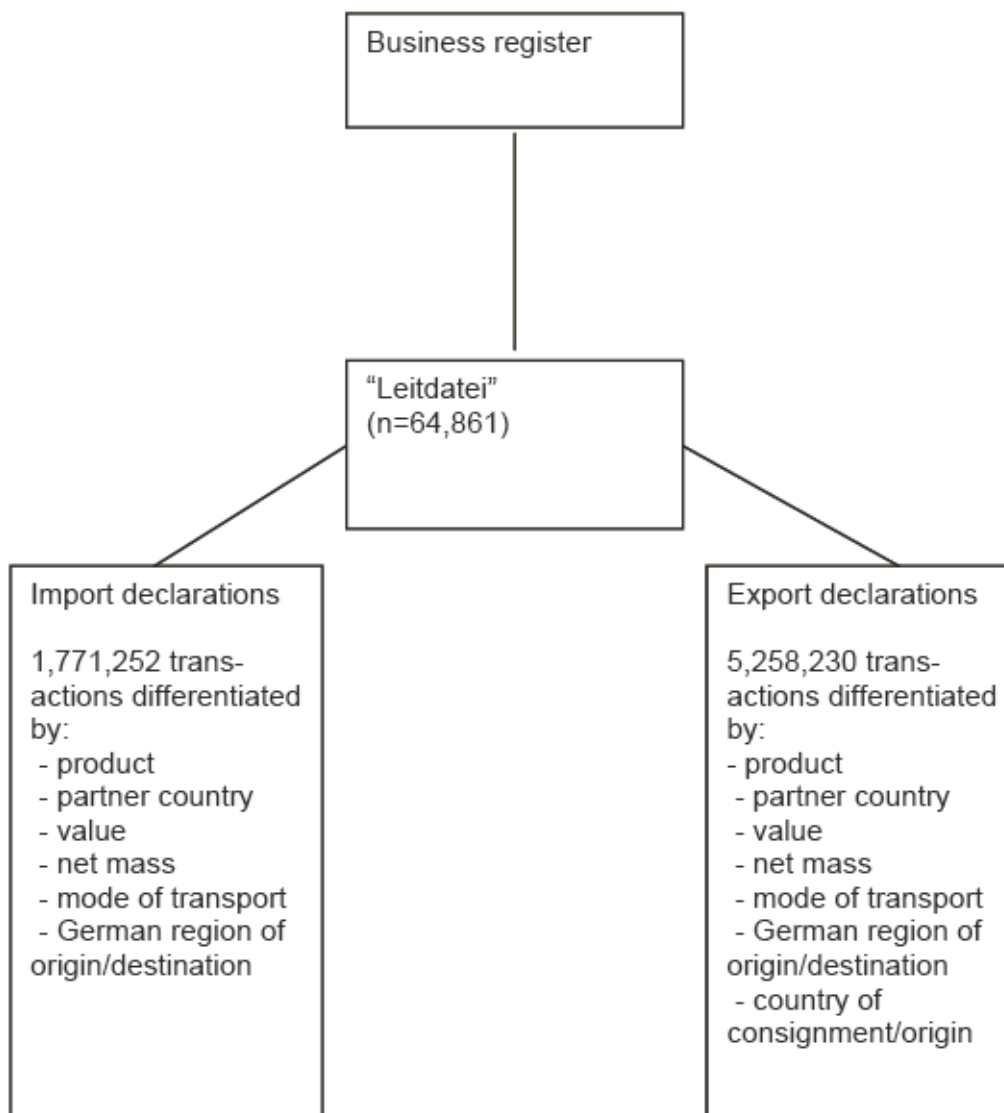 Business register
“Leitdatei”
(n=64,861)
Import declarations
1,771,252 trans-
actions differentiated
by:
- product
- partner country
- value
- net mass
- mode of transport
- German region of
origin/destination
Export declarations
5,258,230 trans-
actions differentiated
by:
- product
- partner country
- value
- net mass
- mode of transport
- German region of
origin/destination
- country of
consignment/origin